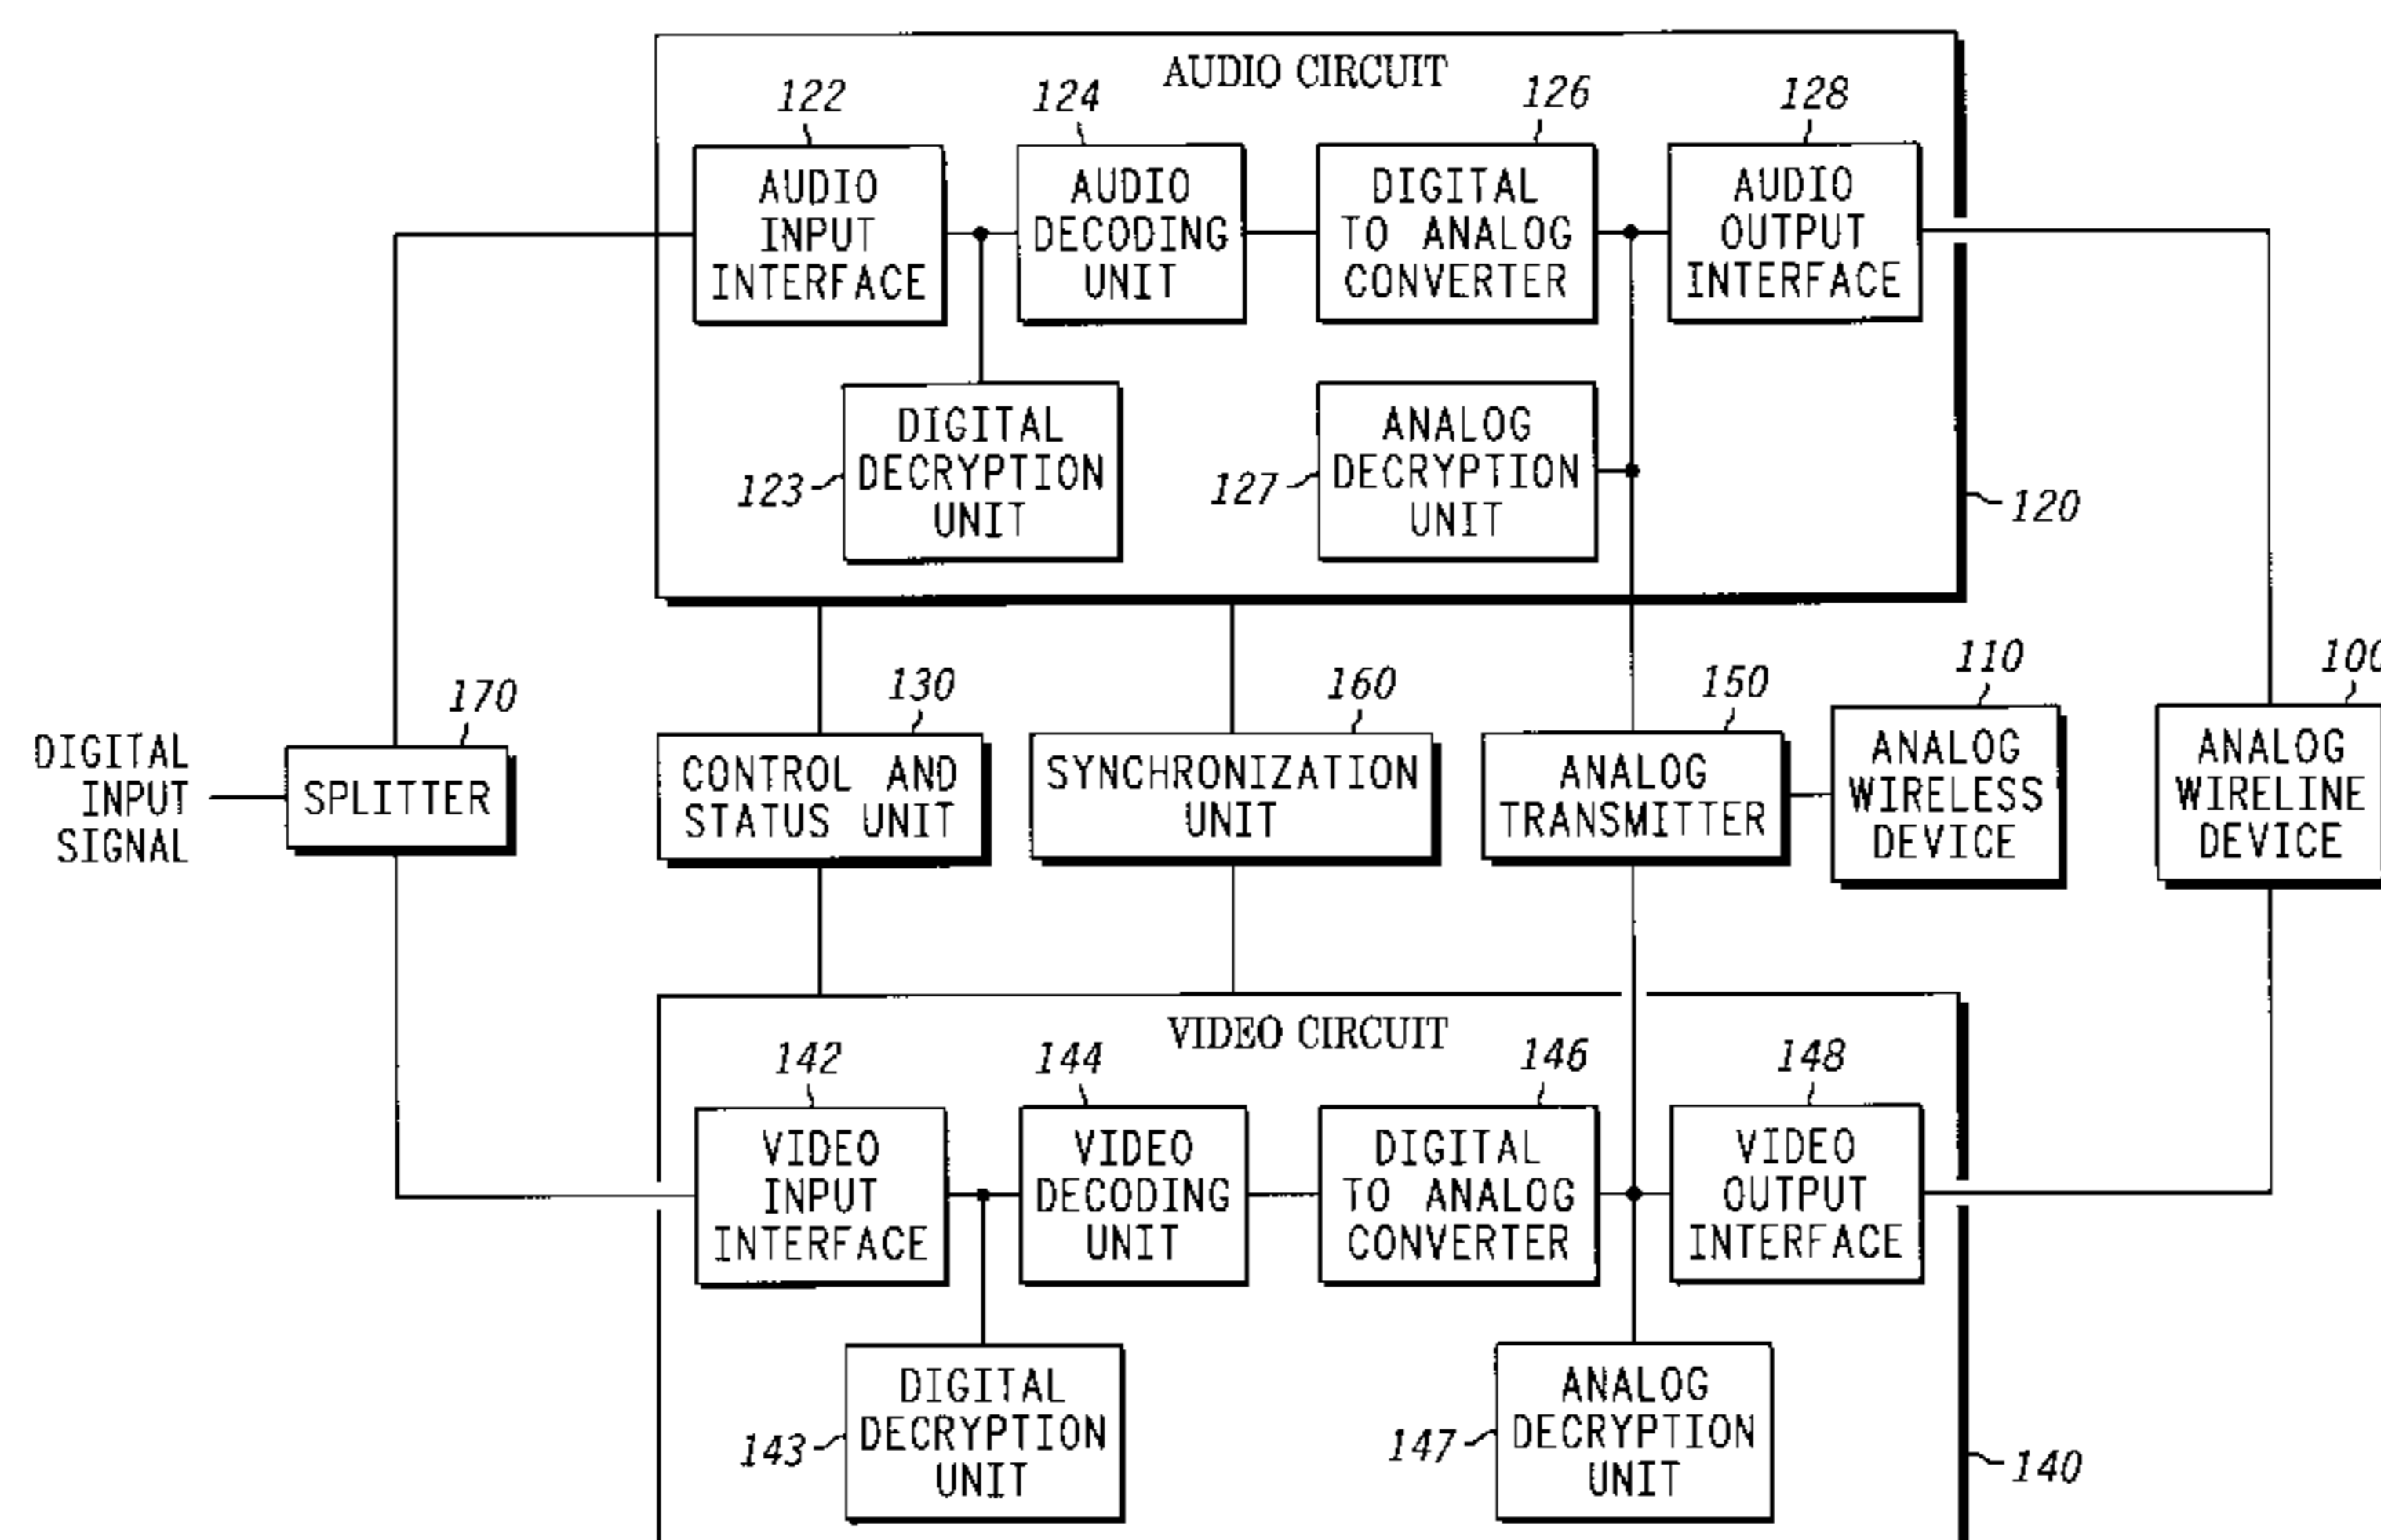 AUDIO CIRCUIT
122
124
126
128
AUDIO
INPUT
INTERFACE
AUDIO
DECODING
UNIT
DIGITAL
TO ANALOG
CONVERTER
AUDIO
OUTPUT
INTERFACE
123
DIGITAL
DECRYPTION
UNIT
127
ANALOG
DECRYPTION
UNIT
120
DIGITAL
INPUT
SIGNAL
170
SPLITTER
130
CONTROL AND
STATUS UNIT
160
SYNCHRONIZATION
UNIT
150
ANALOG
TRANSMITTER
110
ANALOG
WIRELESS
DEVICE
100
ANALOG
WIRELINE
DEVICE
VIDEO CIRCUIT
142
144
146
148
VIDEO
INPUT
INTERFACE
VIDEO
DECODING
UNIT
DIGITAL
TO ANALOG
CONVERTER
VIDEO
OUTPUT
INTERFACE
143
DIGITAL
DECRYPTION
UNIT
147
ANALOG
DECRYPTION
UNIT
140